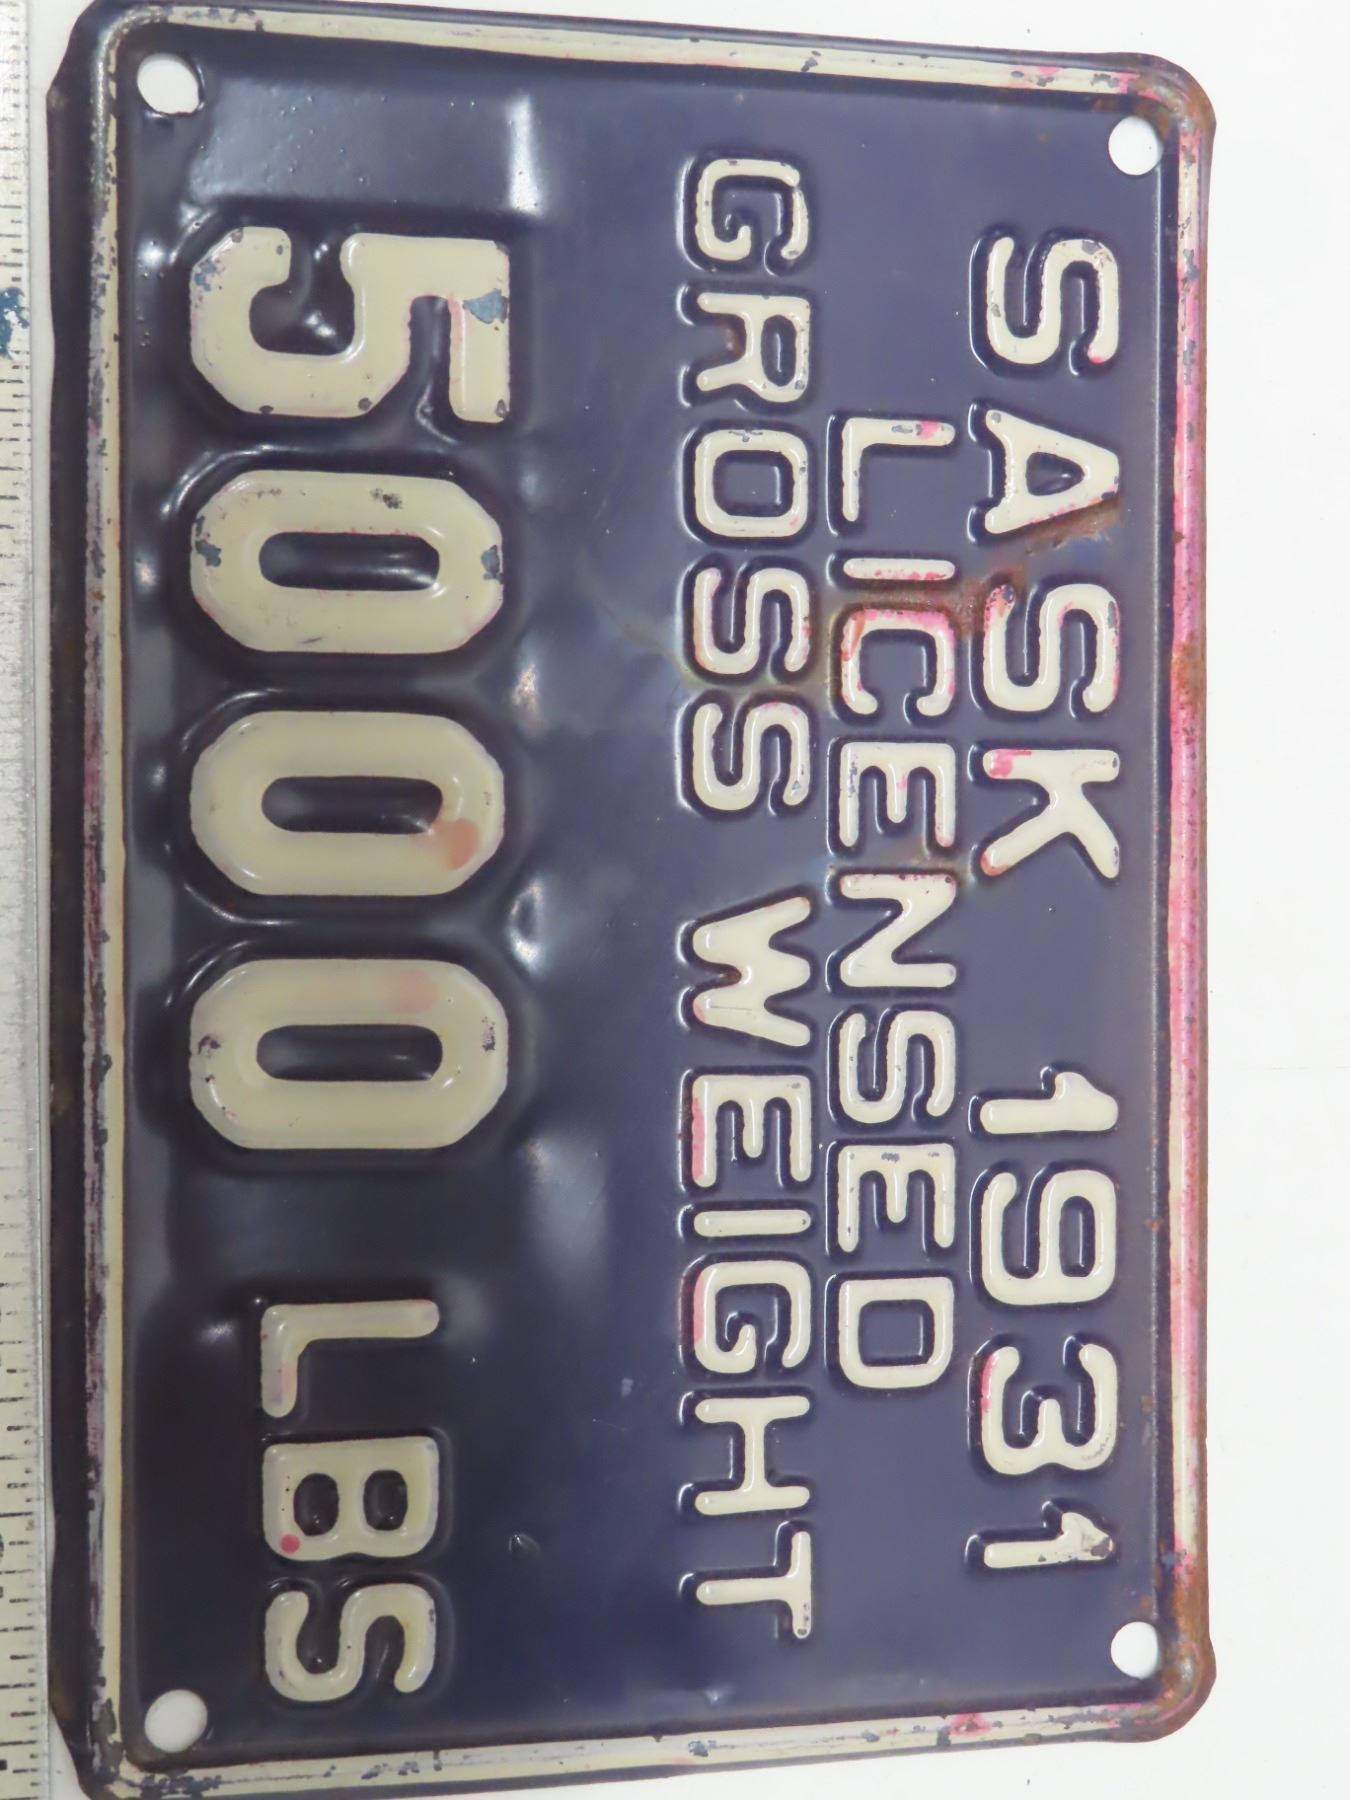 SASK 1931
LICENSED
GROSS WEIGHT
5000 LBS